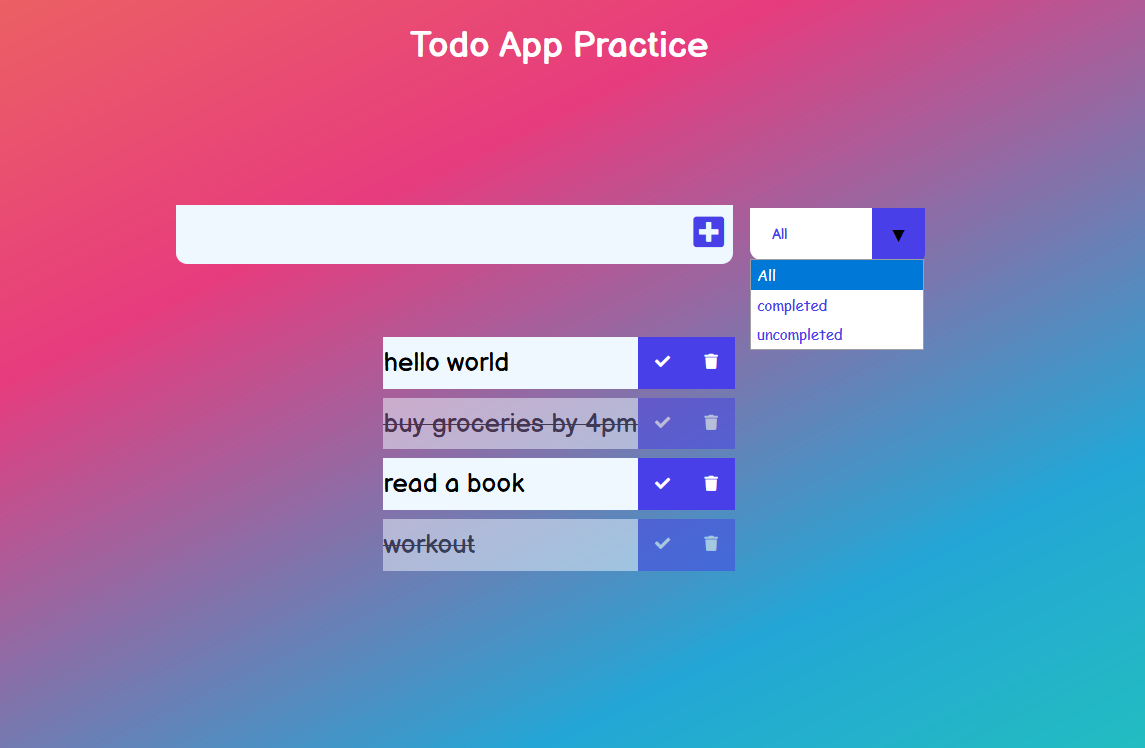 Todo App Practice
All
▼
All
completed
uncompleted
hello world
buy groceries by 4pm
read a book
workout